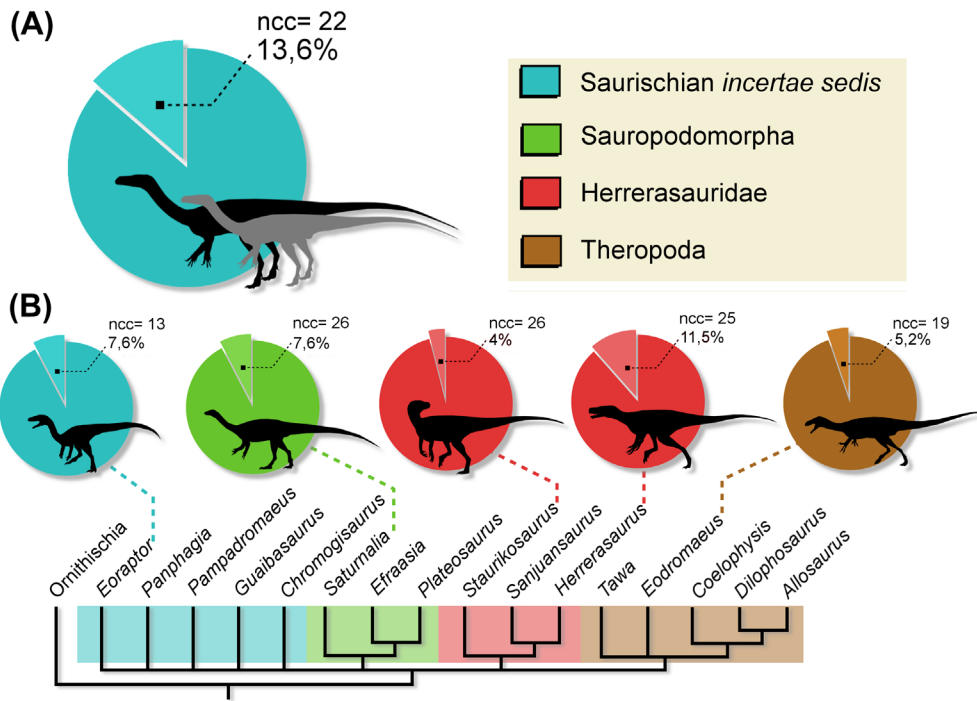 (A)
ncc= 22
13,6%
Saurischian incertae sedis
Sauropodomorpha
Herrerasauridae
Theropoda
(B)
ncc= 13
7,6%
ncc= 26
7,6%
ncc= 26
4%
ncc= 25
11,5%
ncc= 19
5,2%
Ornithischia
Eoraptor
Panphagia
Pampadromaeus
Guaibasaurus
Chromogisaurus
Saturnalia
Efraasia
Plateosaurus
Staurikosaurus
Sanjuansaurus
Herrerasaurus
Tawa
Eodromaeus
Coelophysis
Dilophosaurus
Allosaurus